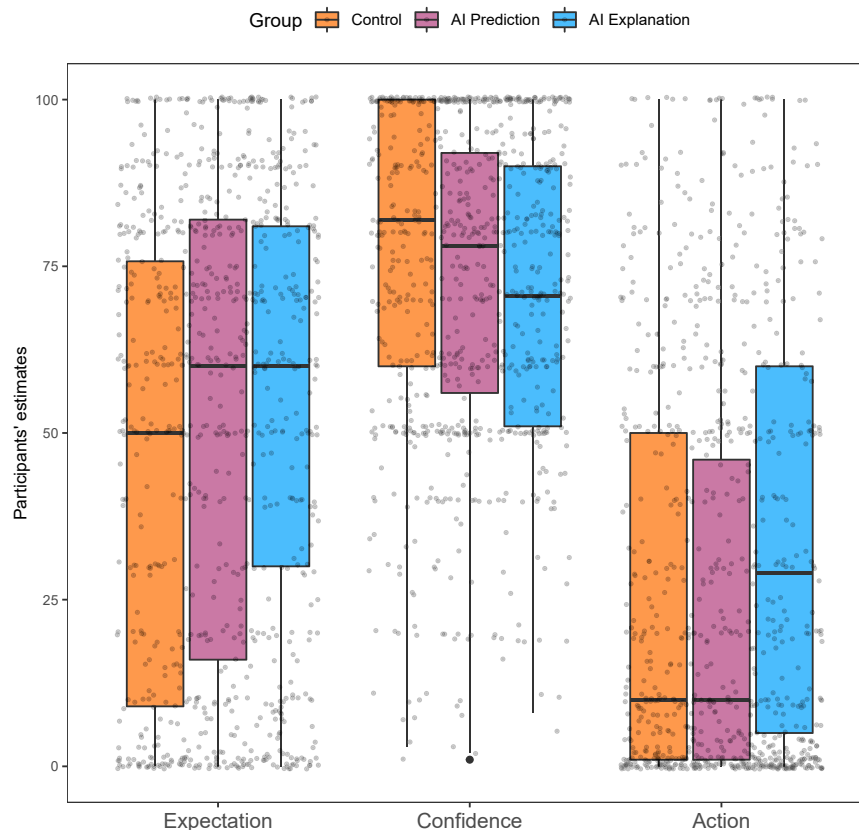 Group Control AI Prediction AI Explanation
Participants' estimates
100
75
50
25
0
Expectation Confidence Action